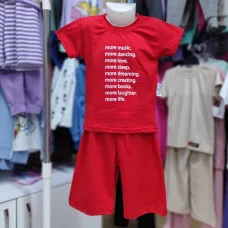 more music.
more dancing.
more love.
more sleep.
more dreaming.
more creating.
more books.
more laughter.
more life.